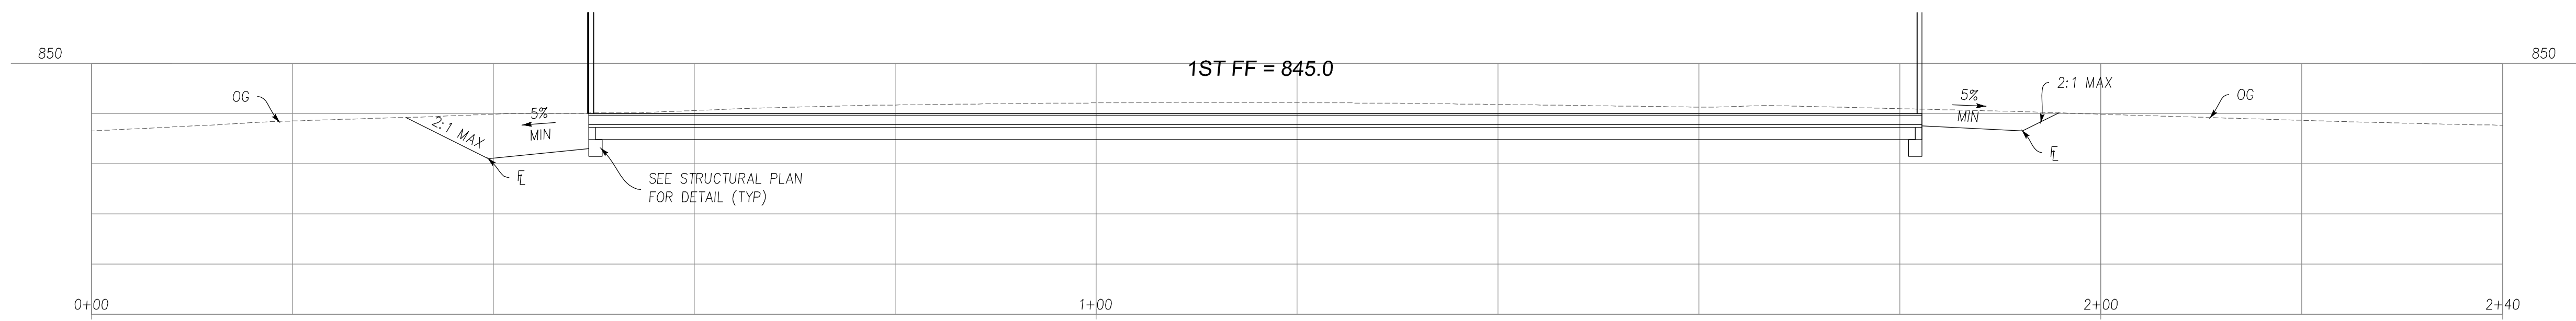 850
850
1ST FF = 845.0
OG
5%
MIN
2:1 MAX
FL
SEE STRUCTURAL PLAN
FOR DETAIL (TYP)
5%
MIN
2:1 MAX
OG
FL
0+00
1+00
2+00
2+40